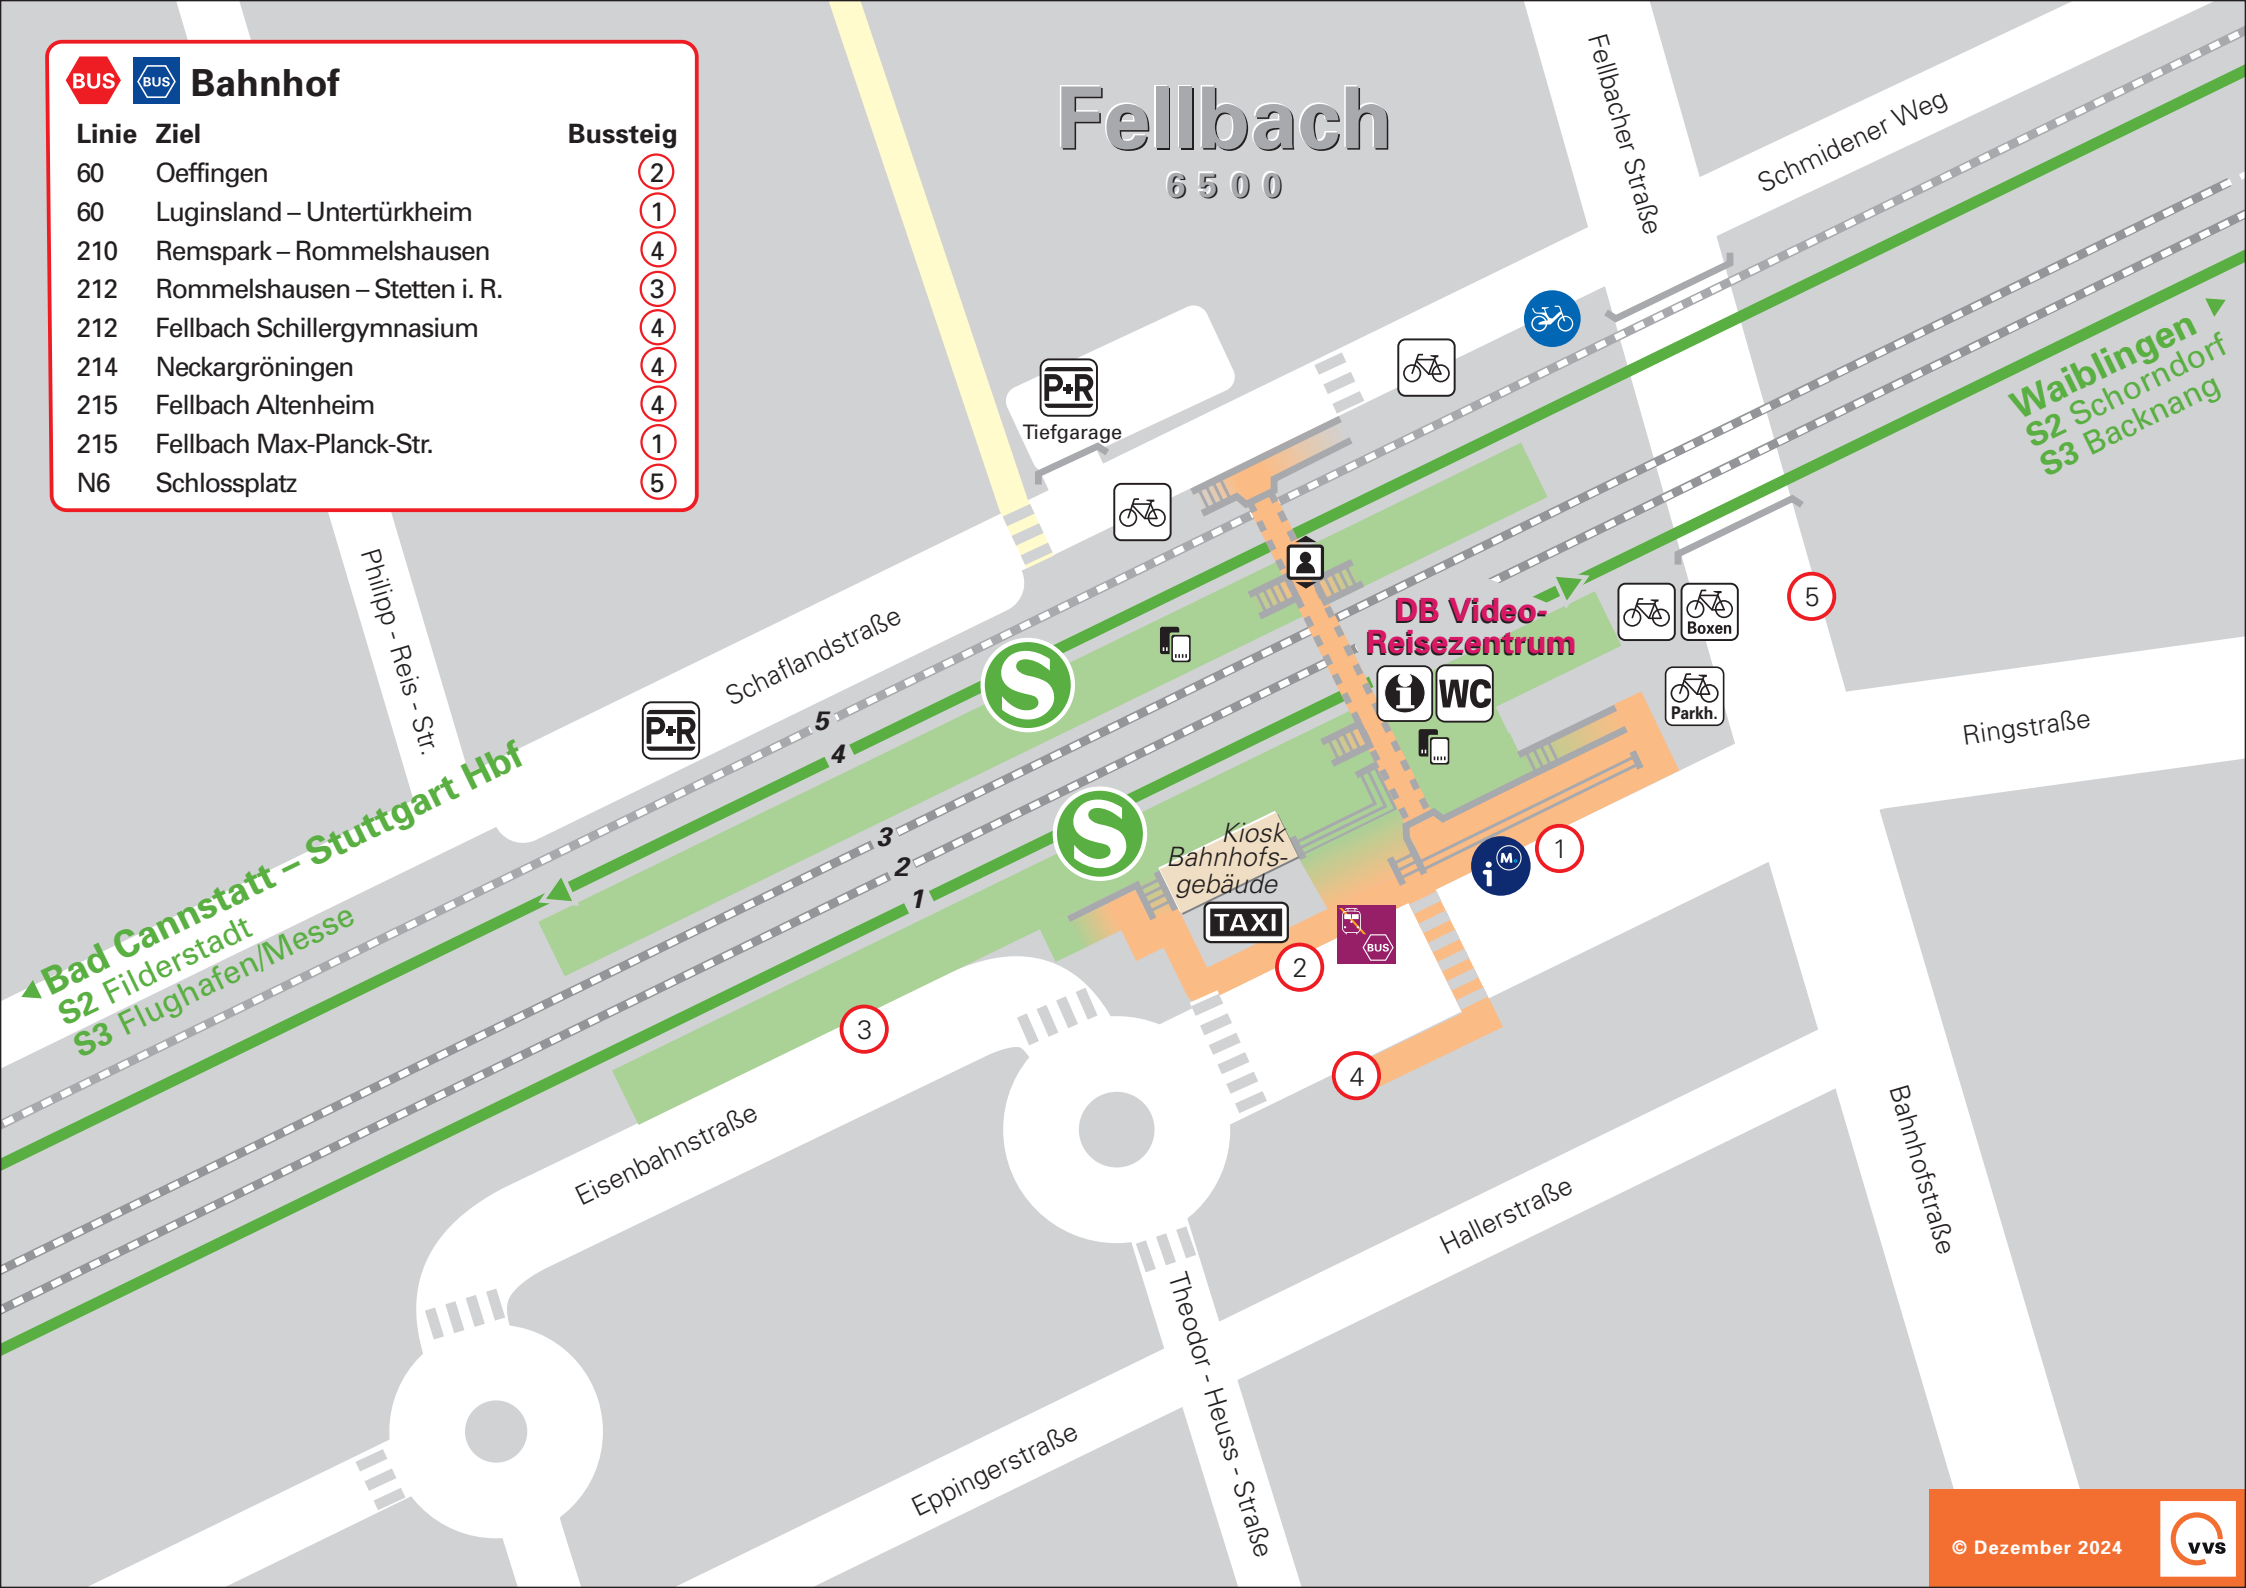 BUS BUS Bahnhof
Linie Ziel Bussteig
60 Oeffingen 2
60 Luginsland – Untertürkheim 1
210 Remspark – Rommelshausen 4
212 Rommelshausen – Stetten i. R. 3
212 Fellbach Schillergymnasium 4
214 Neckargröningen 4
215 Fellbach Altenheim 4
215 Fellbach Max-Planck-Str. 1
N6 Schlossplatz 5
Fellbach
6500
Fellbacher Straße
Schmidener Weg
Waiblingen
S2 Schorndorf
S3 Backnang
P+R
Tiefgarage
Philipp - Reis - Str.
Schaflandstraße
P+R
S
5
4
3
2
1
S
DB Video-
Reisezentrum
i WC
Boxen
Parkh.
5
Ringstraße
Bad Cannstatt – Stuttgart Hbf
S2 Filderstadt
S3 Flughafen/Messe
Kiosk
Bahnhofs-
gebäude
TAXI
i M.
1
BUS
2
3
4
Eisenbahnstraße
Hallerstraße
Bahnhofstraße
Theodor - Heuss - Straße
Eppingerstraße
© Dezember 2024
vvs